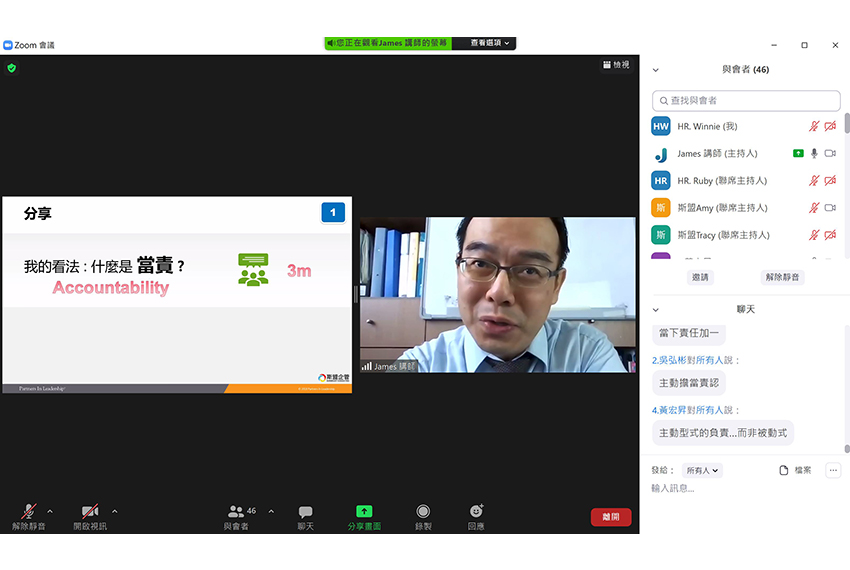 Zoom 會議
您正在觀看James 講師的螢幕
查看選項
檢視
分享
1
我的看法：什麼是 當責？
Accountability
3m
Partners In Leadership
斯盟企管
James 講師
解除靜音
開啟視訊
與會者
46
聊天
分享畫面
錄製
回應
離開
與會者 (46)
查找與會者
HW HR. Winnie (我)
James 講師 (主持人)
HR HR. Ruby (聯席主持人)
斯 斯盟Amy (聯席主持人)
斯 斯盟Tracy (聯席主持人)
邀請
解除靜音
聊天
當下責任加一
2.吳弘彬對所有人說：
主動擔當責認
4.黃宏昇對所有人說：
主動型式的負責...而非被動式
發給：
所有人
檔案
輸入訊息...